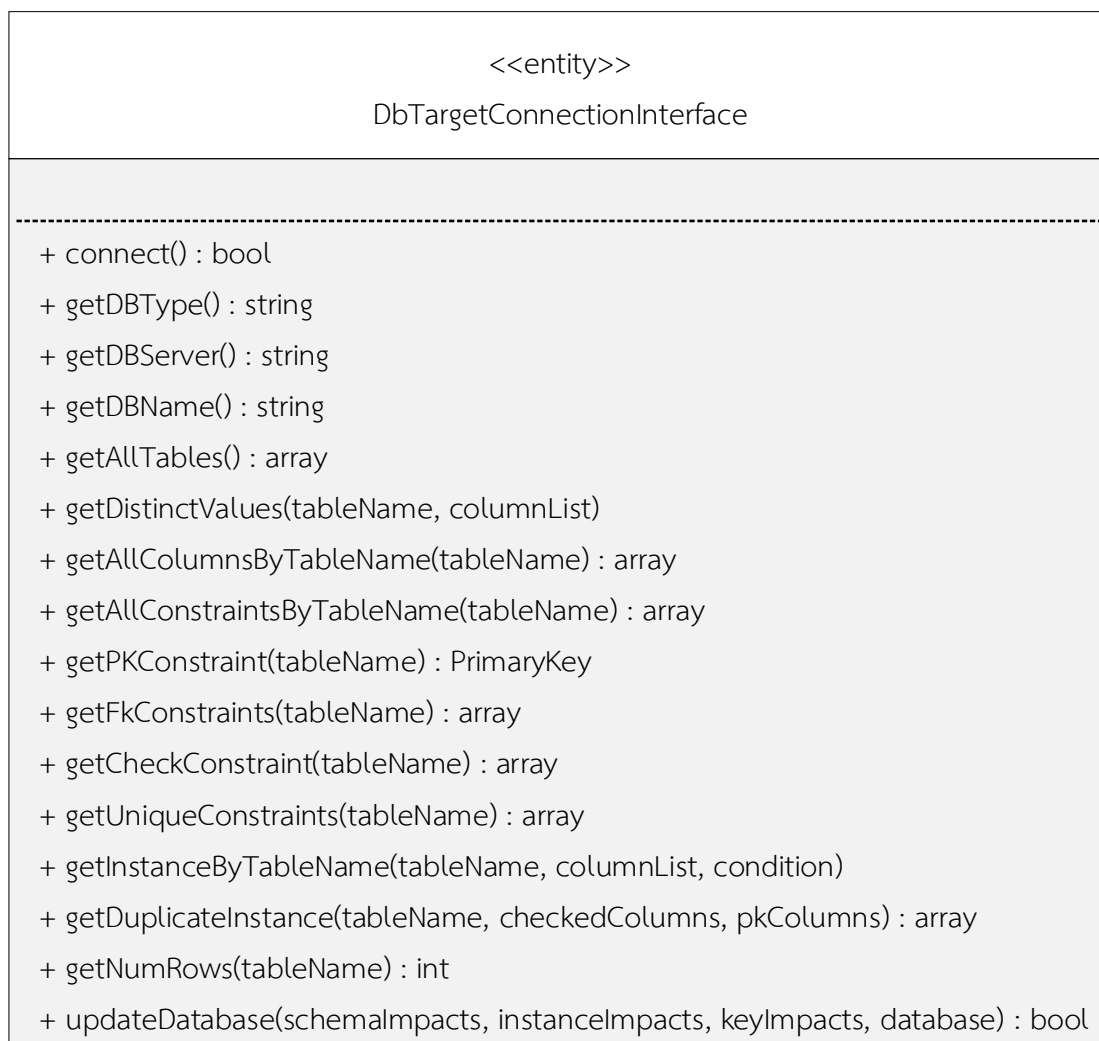 <<entity>>
DbTargetConnectionInterface
+ connect() : bool
+ getDBType() : string
+ getDBServer() : string
+ getDBName() : string
+ getAllTables() : array
+ getDistinctValues(tableName, columnList)
+ getAllColumnsByTableName(tableName) : array
+ getAllConstraintsByTableName(tableName) : array
+ getPKConstraint(tableName) : PrimaryKey
+ getFkConstraints(tableName) : array
+ getCheckConstraint(tableName) : array
+ getUniqueConstraints(tableName) : array
+ getInstanceByTableName(tableName, columnList, condition)
+ getDuplicateInstance(tableName, checkedColumns, pkColumns) : array
+ getNumRows(tableName) : int
+ updateDatabase(schemaImpacts, instanceImpacts, keyImpacts, database) : bool